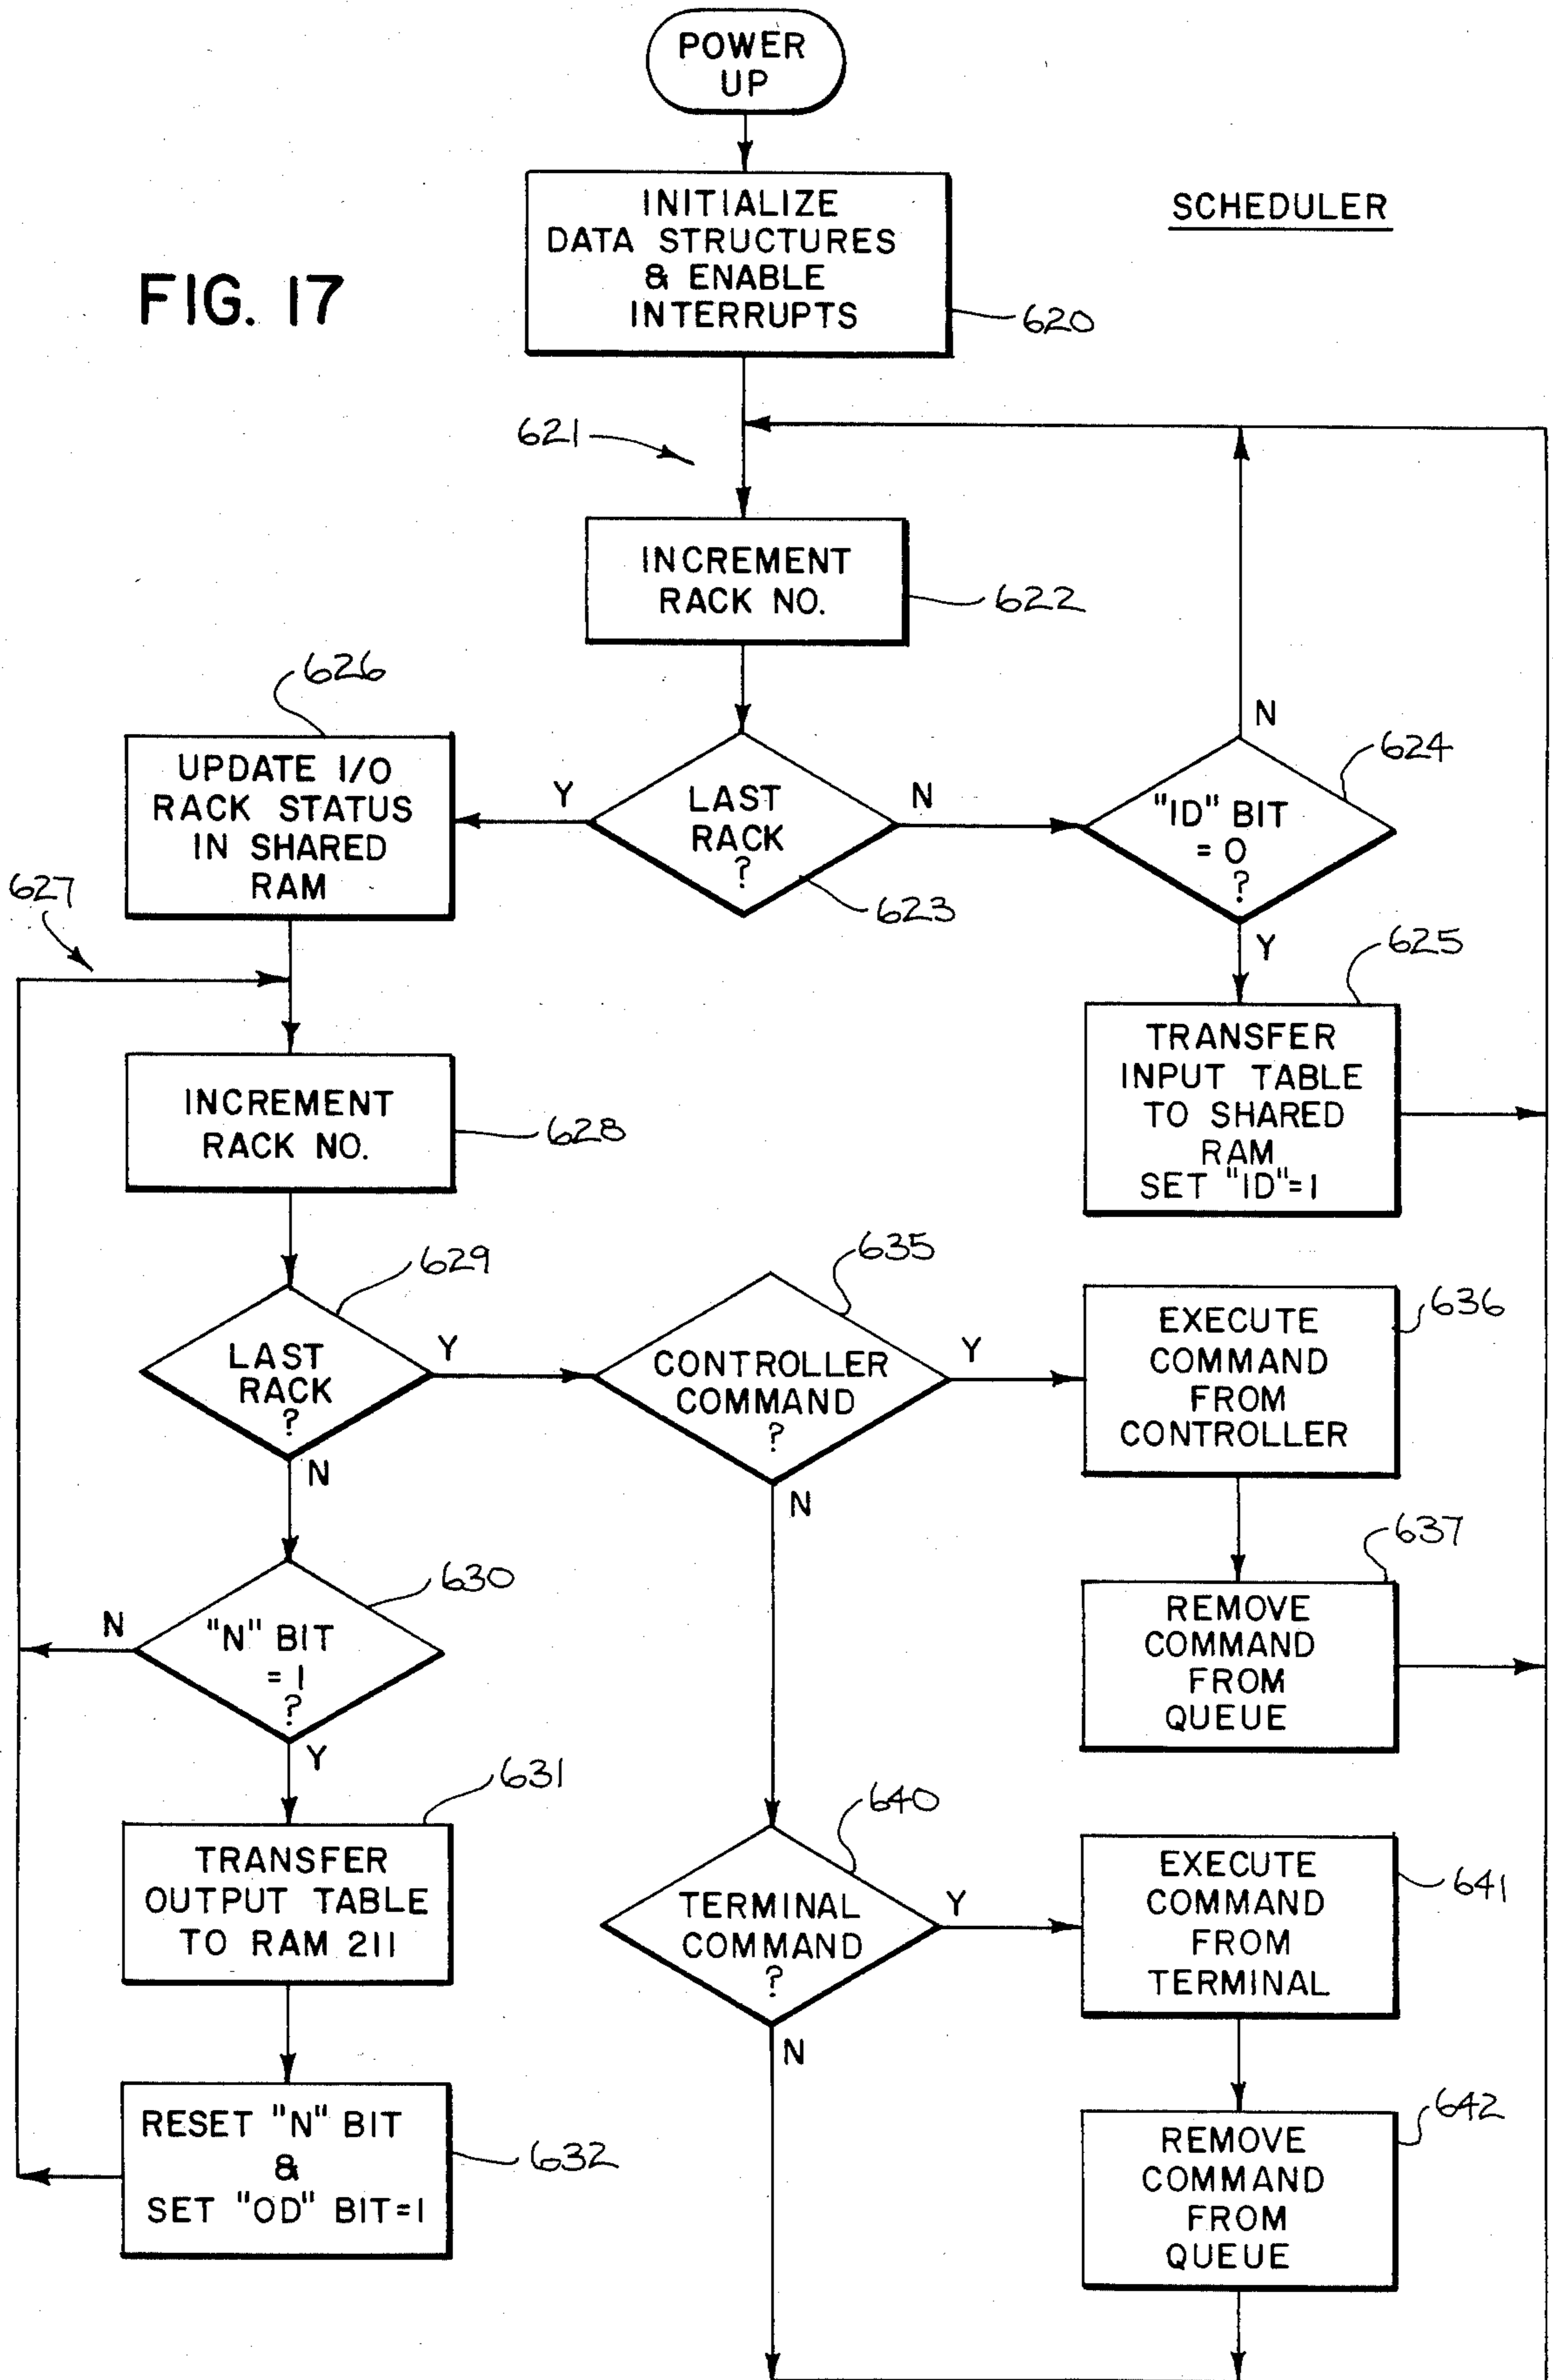 POWER
UP
INITIALIZE
DATA STRUCTURES
& ENABLE
INTERRUPTS
620
SCHEDULER
FIG. 17
621
INCREMENT
RACK NO.
622
626
UPDATE I/O
RACK STATUS
IN SHARED
RAM
Y
LAST
RACK
?
623
N
N
624
"ID" BIT
= 0
?
Y
625
TRANSFER
INPUT TABLE
TO SHARED
RAM
SET "ID"=1
627
INCREMENT
RACK NO.
628
629
LAST
RACK
?
Y
N
635
CONTROLLER
COMMAND
?
Y
N
636
EXECUTE
COMMAND
FROM
CONTROLLER
637
REMOVE
COMMAND
FROM
QUEUE
630
N
"N" BIT
= 1
?
Y
631
TRANSFER
OUTPUT TABLE
TO RAM 211
640
TERMINAL
COMMAND
?
Y
N
641
EXECUTE
COMMAND
FROM
TERMINAL
RESET "N" BIT
&
SET "OD" BIT=1
632
642
REMOVE
COMMAND
FROM
QUEUE